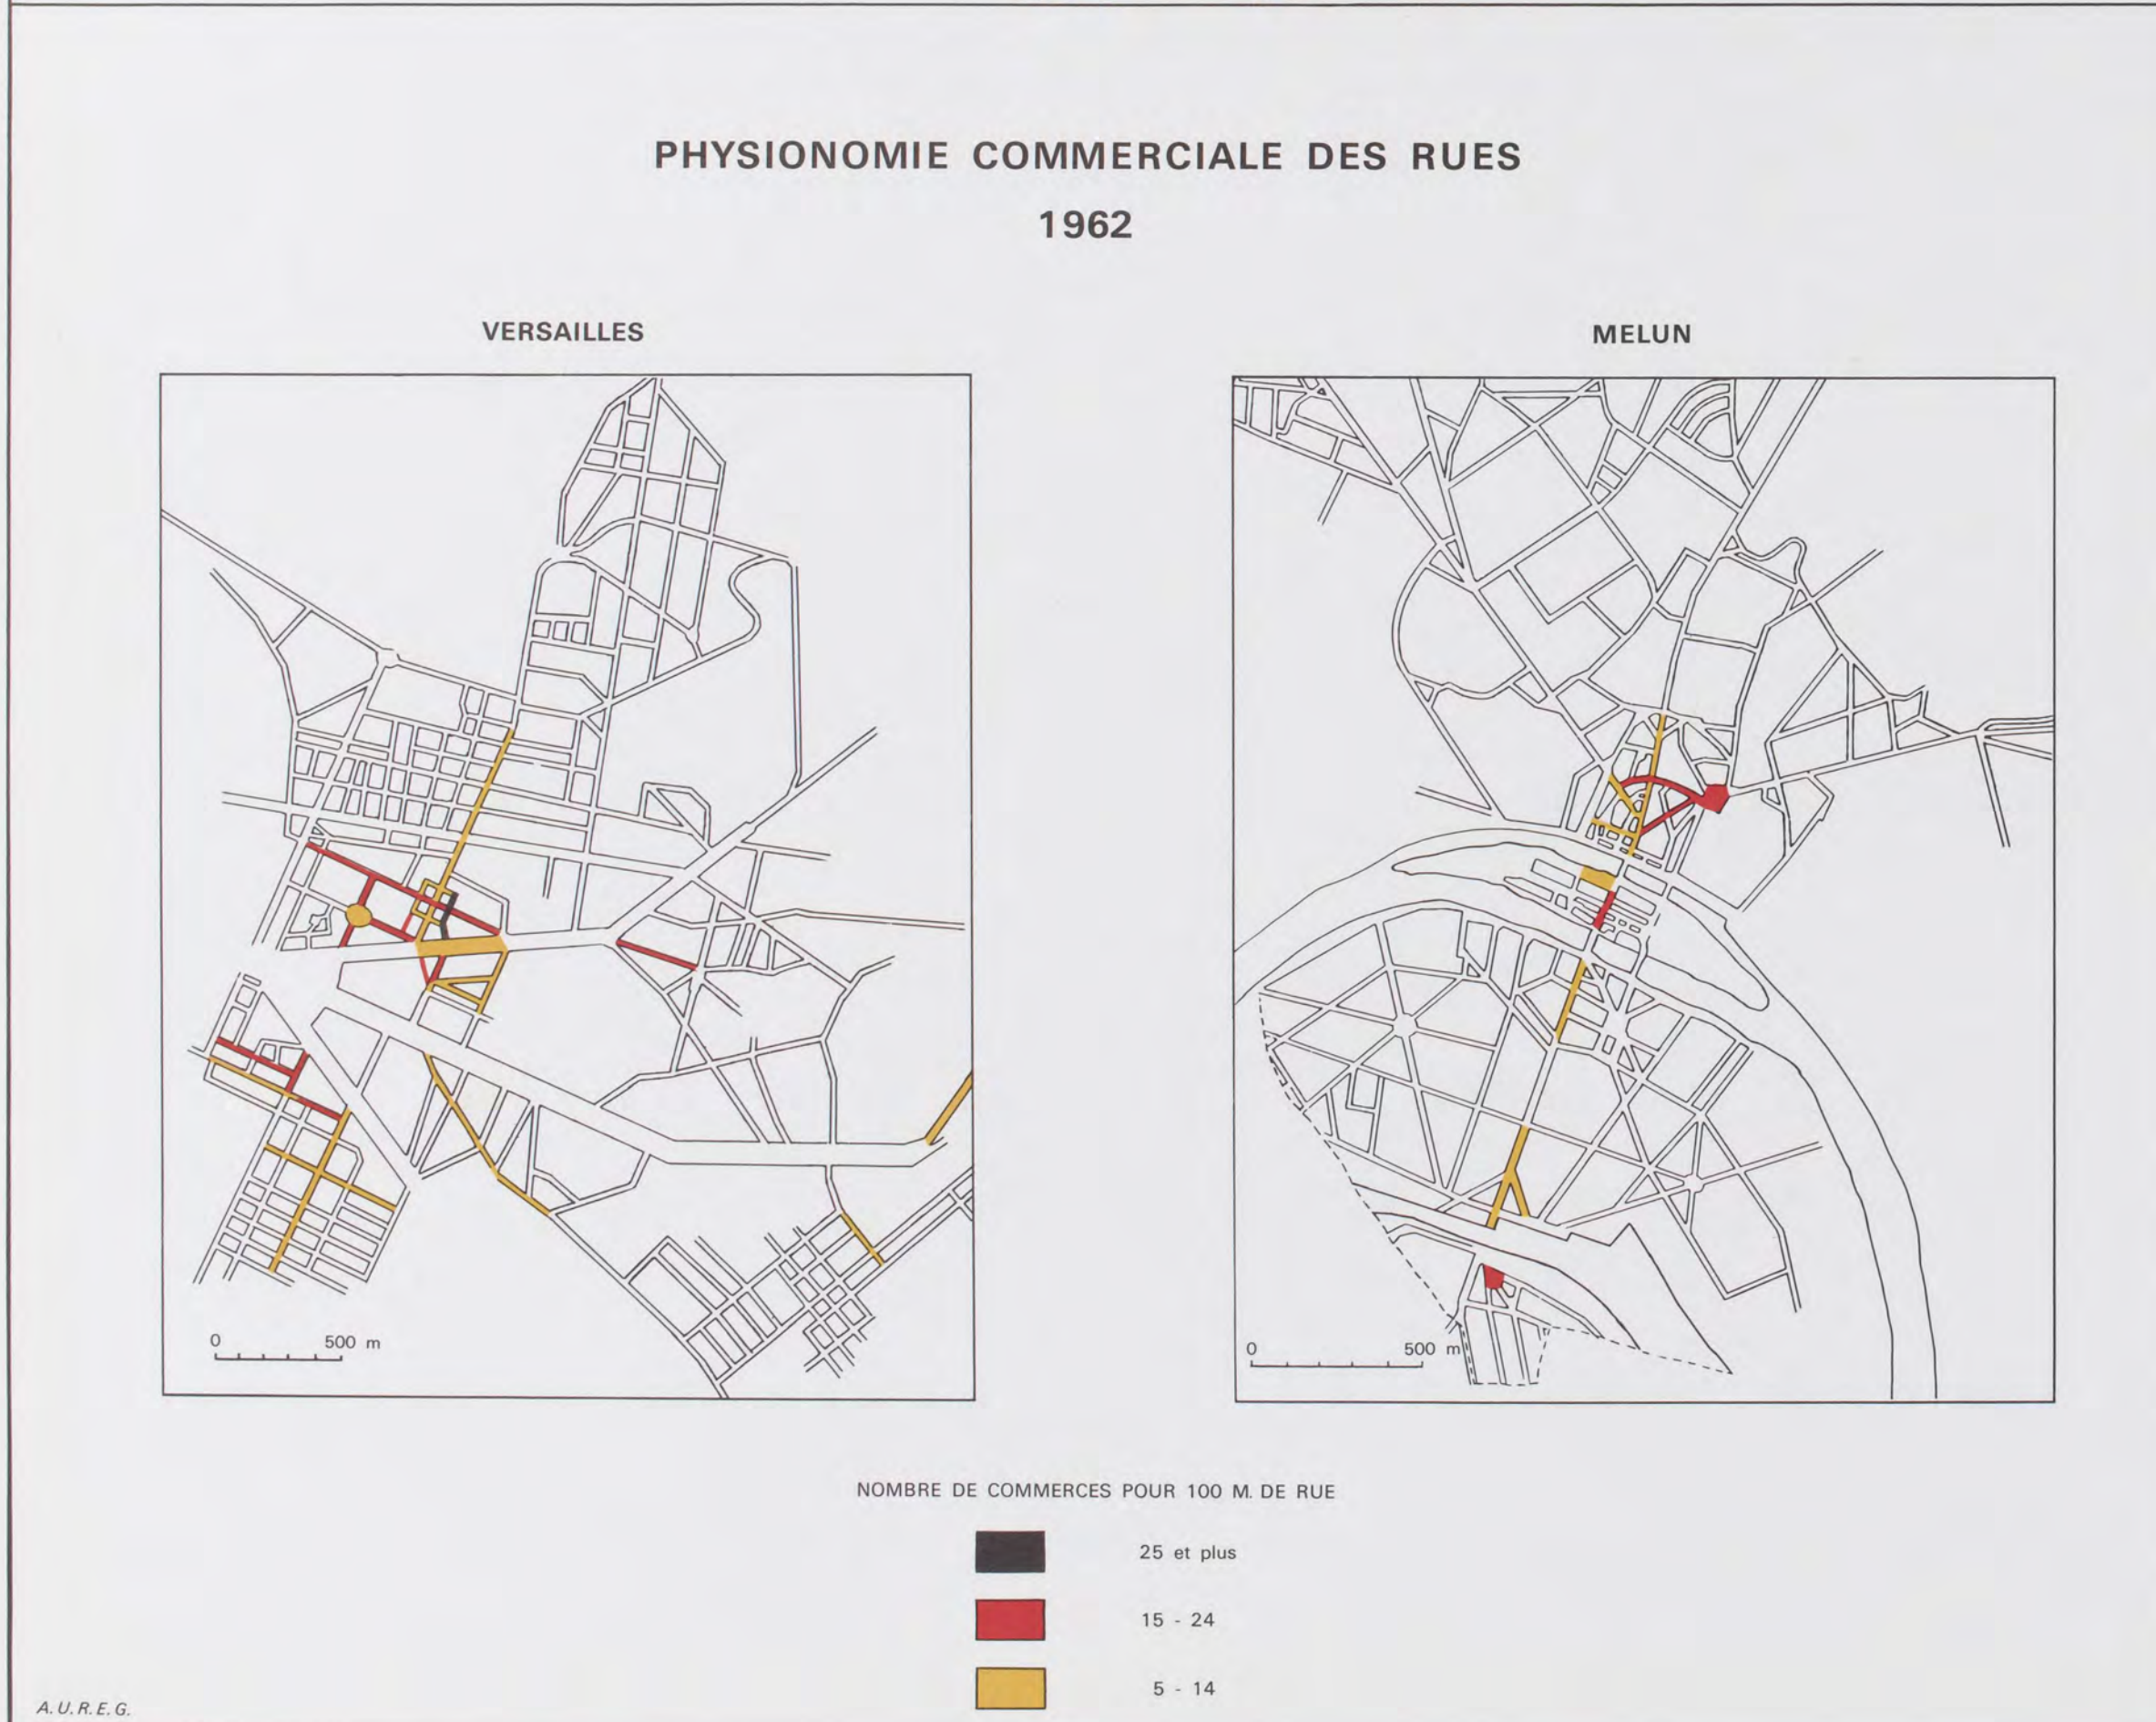 PHYSIONOMIE COMMERCIALE DES RUES
1962
VERSAILLES
MELUN
0 500 m
0 500 m
NOMBRE DE COMMERCES POUR 100 M. DE RUE
25 et plus
15 - 24
5 - 14
A.U.R.E.G.